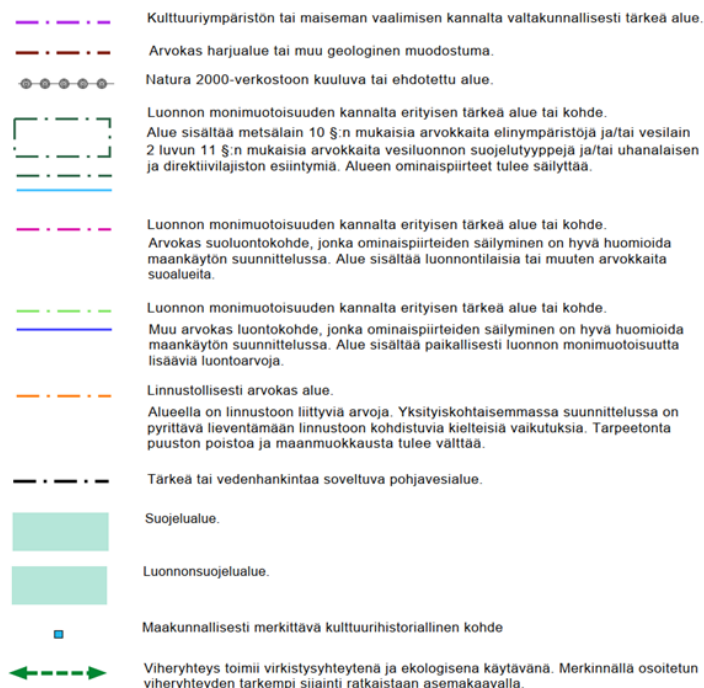 Kulttuuriympäristön tai maiseman vaalimisen kannalta valtakunnallisesti tärkeä alue.
Arvokas harjualue tai muu geologinen muodostuma.
Natura 2000-verkostoon kuuluva tai ehdotettu alue.
Luonnon monimuotoisuuden kannalta erityisen tärkeä alue tai kohde.
Alue sisältää metsälain 10 §:n mukaisia arvokkaita elinympäristöjä ja/tai vesilain
2 luvun 11 §:n mukaisia arvokkaita vesiluonnon suojelutyyppejä ja/tai uhanalaisen
ja direktiivilajiston esiintymiä. Alueen ominaispiirteet tulee säilyttää.
Luonnon monimuotoisuuden kannalta erityisen tärkeä alue tai kohde.
Arvokas suoluontokohde, jonka ominaispiirteiden säilyminen on hyvä huomioida
maankäytön suunnittelussa. Alue sisältää luonnontilaisia tai muuten arvokkaita
suoalueita.
Luonnon monimuotoisuuden kannalta erityisen tärkeä alue tai kohde.
Muu arvokas luontokohde, jonka ominaispiirteiden säilyminen on hyvä huomioida
maankäytön suunnittelussa. Alue sisältää paikallisesti luonnon monimuotoisuutta
lisääviä luontoarvoja.
Linnustollisesti arvokas alue.
Alueella on linnustoon liittyviä arvoja. Yksityiskohtaisemmassa suunnittelussa on
pyrittävä lieventämään linnustoon kohdistuvia kielteisiä vaikutuksia. Tarpeetonta
puuston poistoa ja maanmuokkausta tulee välttää.
Tärkeä tai vedenhankintaa soveltuva pohjavesialue.
Suojelualue.
Luonnonsuojelualue.
Maakunnallisesti merkittävä kulttuurihistoriallinen kohde
Viheryhteys toimii virkistysyhteytenä ja ekologisena käytävänä. Merkinnällä osoitetun
viheryhteyden tarkempi sijainti ratkaistaan asemakaavalla.